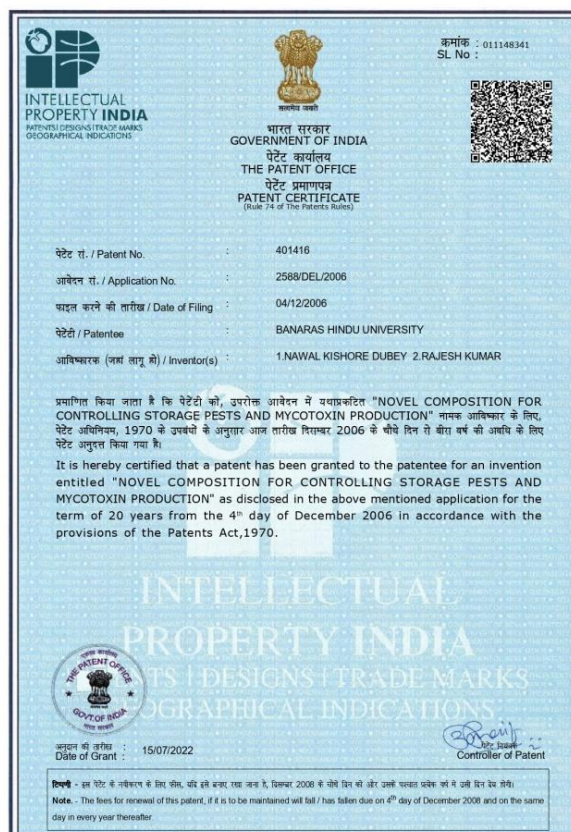 INTELLECTUAL
PROPERTY INDIA
PATENTS | DESIGNS | TRADE MARKS
GEOGRAPHICAL INDICATIONS
सत्यमेव जयते
क्रमांक : 011148341
SL No :
भारत सरकार
GOVERNMENT OF INDIA
पेटेंट कार्यालय
THE PATENT OFFICE
पेटेंट प्रमाणपत्र
PATENT CERTIFICATE
(Rule 74 of The Patents Rules)
पेटेंट सं. / Patent No. : 401416
आवेदन सं. / Application No. : 2588/DEL/2006
फाइल करने की तारीख / Date of Filing : 04/12/2006
पेटेंटी / Patentee : BANARAS HINDU UNIVERSITY
आविष्कारक (जहां लागू हो) / Inventor(s) : 1.NAWAL KISHORE DUBEY 2.RAJESH KUMAR
प्रमाणित किया जाता है कि पेटेंटी को, उपरोक्त आवेदन में यथाप्रकटित "NOVEL COMPOSITION FOR
CONTROLLING STORAGE PESTS AND MYCOTOXIN PRODUCTION" नामक आविष्कार के लिए,
पेटेंट अधिनियम, 1970 के उपबंधों के अनुसार आज तारीख दिसम्बर 2006 के चौथे दिन से बीस वर्ष की अवधि के लिए
पेटेंट अनुदत्त किया गया है।
It is hereby certified that a patent has been granted to the patentee for an invention
entitled "NOVEL COMPOSITION FOR CONTROLLING STORAGE PESTS AND
MYCOTOXIN PRODUCTION" as disclosed in the above mentioned application for the
term of 20 years from the 4th day of December 2006 in accordance with the
provisions of the Patents Act,1970.
INTELLECTUAL
PROPERTY INDIA
PATENTS | DESIGNS | TRADE MARKS
GEOGRAPHICAL INDICATIONS
THE PATENT OFFICE
GOVT.OF INDIA
अनुदान की तारीख :
Date of Grant : 15/07/2022
पेटेंट नियंत्रक
Controller of Patent
टिप्पणी - इस पेटेंट के नवीकरण के लिए फीस, यदि इसे बनाए रखा जाना है, दिसम्बर 2008 के चौथे दिन को और उसके पश्चात प्रत्येक वर्ष मे उसी दिन देय होगी।
Note. - The fees for renewal of this patent, if it is to be maintained will fall / has fallen due on 4th day of December 2008 and on the same
day in every year thereafter.